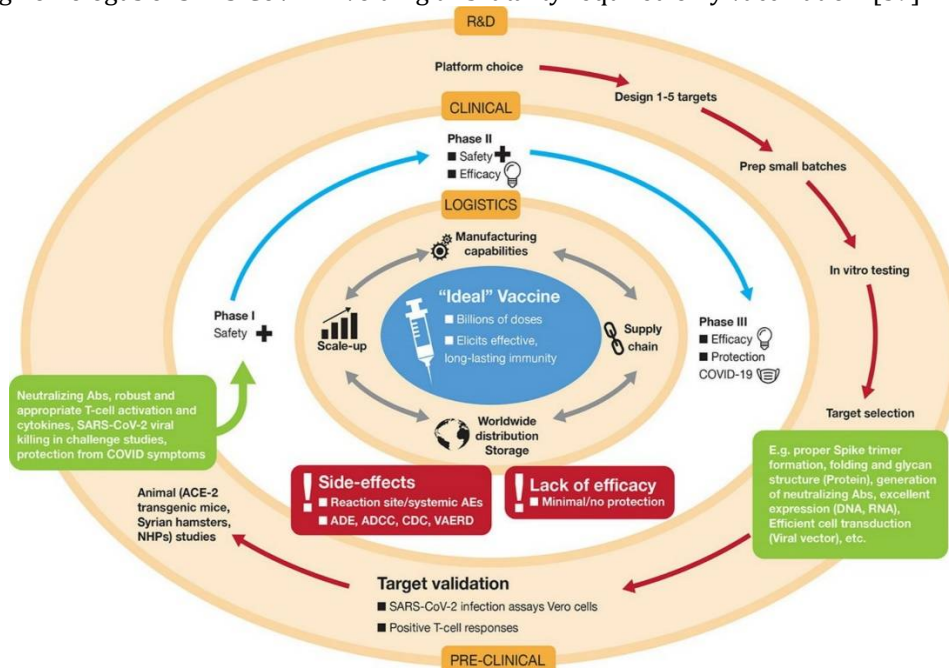 R&D
Platform choice
Design 1-5 targets
Prep small batches
In vitro testing
Target selection
E.g. proper Spike trimer
formation, folding and glycan
structure (Protein), generation
of neutralizing Abs, excellent
expression (DNA, RNA),
Efficient cell transduction
(Viral vector), etc.
Target validation
SARS-CoV-2 infection assays Vero cells
Positive T-cell responses
PRE-CLINICAL
Animal (ACE-2
transgenic mice,
Syrian hamsters,
NHPs) studies
Neutralizing Abs, robust and
appropriate T-cell activation and
cytokines, SARS-CoV-2 viral
killing in challenge studies,
protection from COVID symptoms
CLINICAL
Phase I
Safety
Phase II
Safety
Efficacy
Phase III
Efficacy
Protection
COVID-19
LOGISTICS
Manufacturing
capabilities
Supply
chain
Worldwide
distribution
Storage
Scale-up
"Ideal" Vaccine
Billions of doses
Elicits effective,
long-lasting immunity
! Side-effects
Reaction site/systemic AEs
ADE, ADCC, CDC, VAERD
! Lack of efficacy
Minimal/no protection